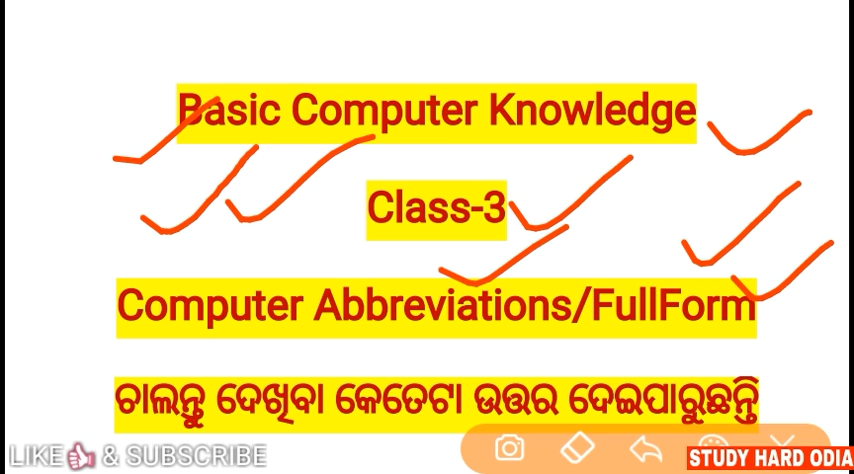 Basic Computer Knowledge
Class-3
Computer Abbreviations/FullForm
ଚାଲନ୍ତୁ ଦେଖିବା କେତେଟା ଉତ୍ତର ଦେଇପାରୁଛନ୍ତି
LIKE & SUBSCRIBE
STUDY HARD ODIA